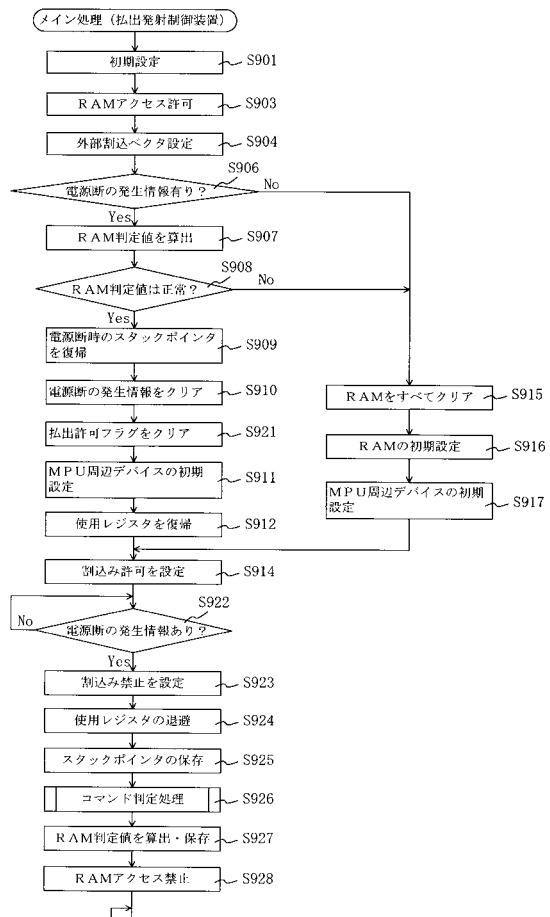 メイン処理（払出発射制御装置）
初期設定
S901
RAMアクセス許可
S903
外部割込ベクタ設定
S904
S906
電源断の発生情報有り？
No
Yes
RAM判定値を算出
S907
S908
RAM判定値は正常？
No
Yes
電源断時のスタックポインタ
を復帰
S909
電源断の発生情報をクリア
S910
払出許可フラグをクリア
S921
MPU周辺デバイスの初期
設定
S911
使用レジスタを復帰
S912
RAMをすべてクリア
S915
RAMの初期設定
S916
MPU周辺デバイスの初期
設定
S917
割込み許可を設定
S914
S922
No
電源断の発生情報あり？
Yes
割込み禁止を設定
S923
使用レジスタの退避
S924
スタックポインタの保存
S925
コマンド判定処理
S926
RAM判定値を算出・保存
S927
RAMアクセス禁止
S928